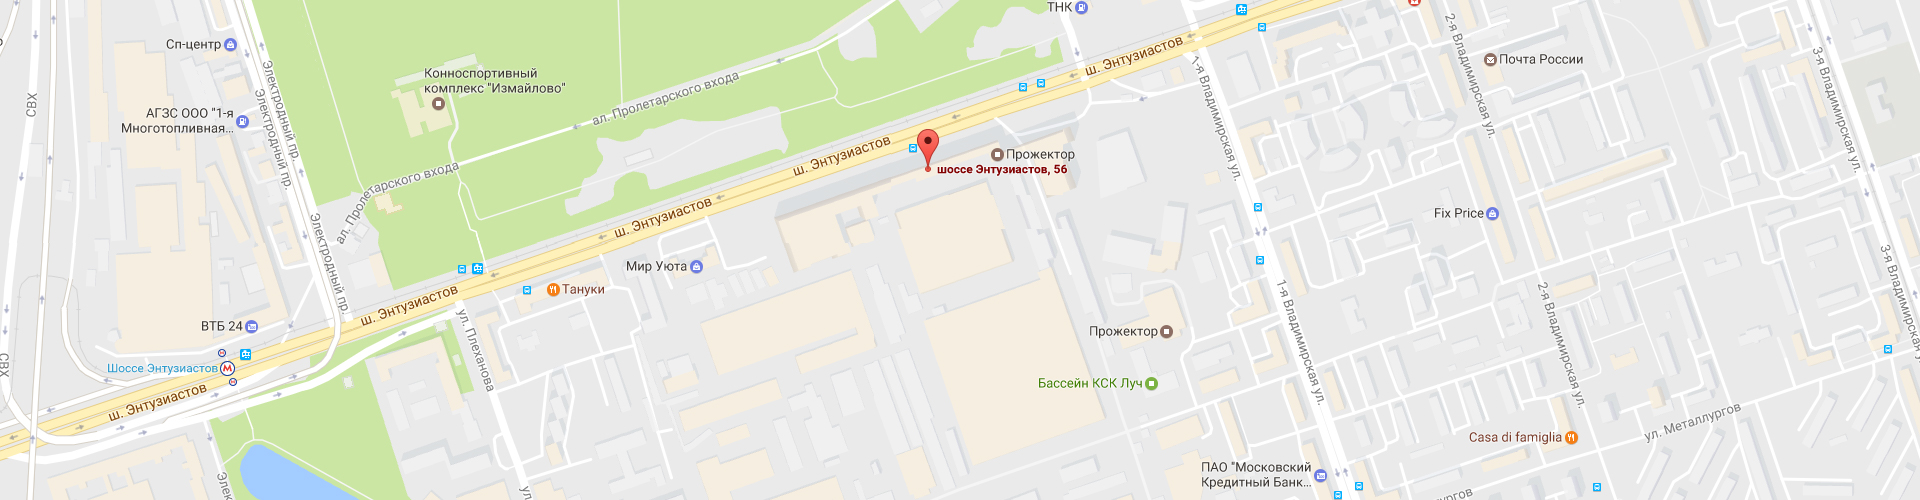 ТНК
Сп-центр
Конноспортивный
комплекс "Измайлово"
АГЗС ООО "1-я
Многотопливная...
СВХ
СВХ
Электродный пр.
Электродный пр.
Электродный пр.
ал. Пролетарского входа
ал. Пролетарского входа
ш. Энтузиастов
ш. Энтузиастов
ш. Энтузиастов
ш. Энтузиастов
ш. Энтузиастов
Прожектор
шоссе Энтузиастов, 56
Почта России
2-я Владимирская ул.
3-я Владимирская ул.
1-я Владимирская ул.
Fix Price
Мир Уюта
Тануки
ВТБ 24
Шоссе Энтузиастов
М
ул. Плеханова
Прожектор
Бассейн КСК Луч
1-я Владимирская ул.
2-я Владимирская ул.
3-я Владимирская ул.
ул. Металлургов
Casa di famiglia
ПАО "Московский
Кредитный Банк...
Элек
ул.
ургов